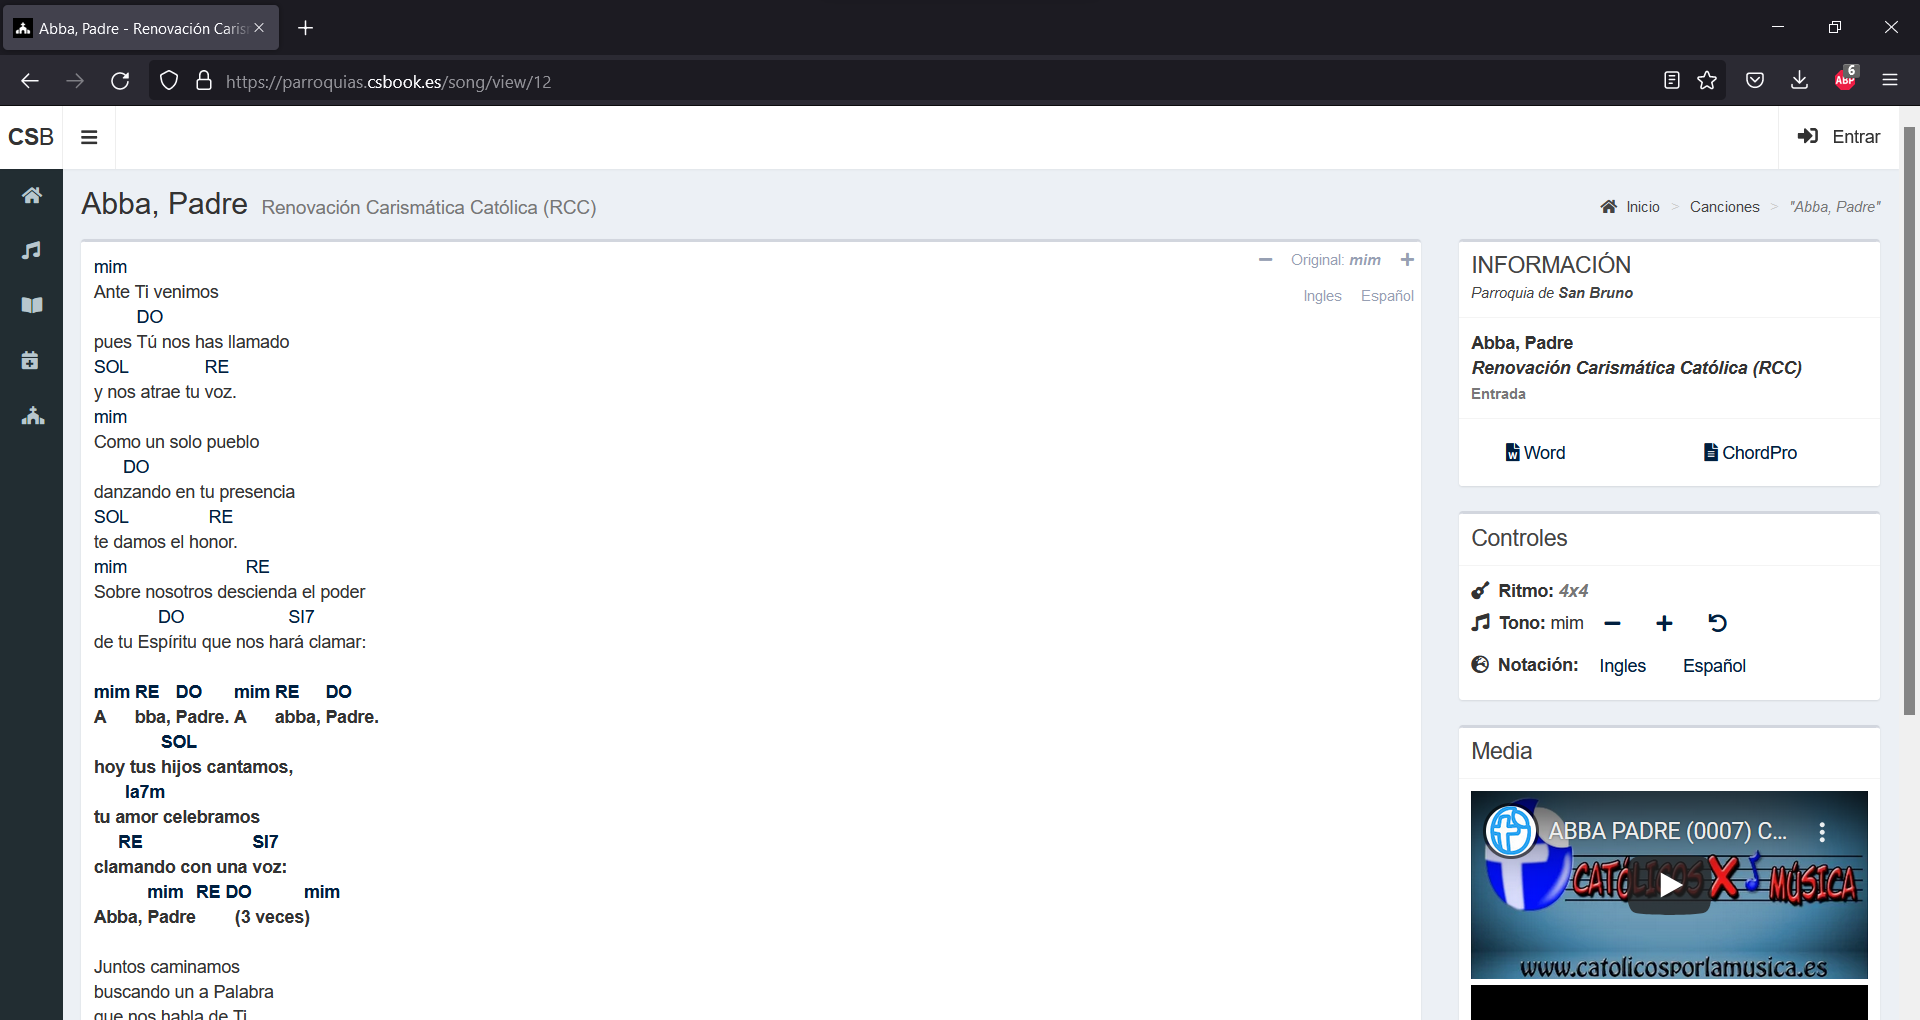 Abba, Padre - Renovación Caris
https://parroquias.csbook.es/song/view/12
ABP 6
CSB
Entrar
Abba, Padre Renovación Carismática Católica (RCC)
Inicio > Canciones > "Abba, Padre"
Original: mim
Ingles Español
mim
Ante Ti venimos
DO
pues Tú nos has llamado
SOL RE
y nos atrae tu voz.
mim
Como un solo pueblo
DO
danzando en tu presencia
SOL RE
te damos el honor.
mim RE
Sobre nosotros descienda el poder
DO SI7
de tu Espíritu que nos hará clamar:
mim RE DO mim RE DO
A bba, Padre. A abba, Padre.
SOL
hoy tus hijos cantamos,
la7m
tu amor celebramos
RE SI7
clamando con una voz:
mim RE DO mim
Abba, Padre (3 veces)
Juntos caminamos
buscando un a Palabra
que nos habla de Ti
INFORMACIÓN
Parroquia de San Bruno
Abba, Padre
Renovación Carismática Católica (RCC)
Entrada
Word ChordPro
Controles
Ritmo: 4x4
Tono: mim
Notación: Ingles Español
Media
ABBA PADRE (0007) C...
CATÓLICOS X MÚSICA
www.catolicosporlamusica.es